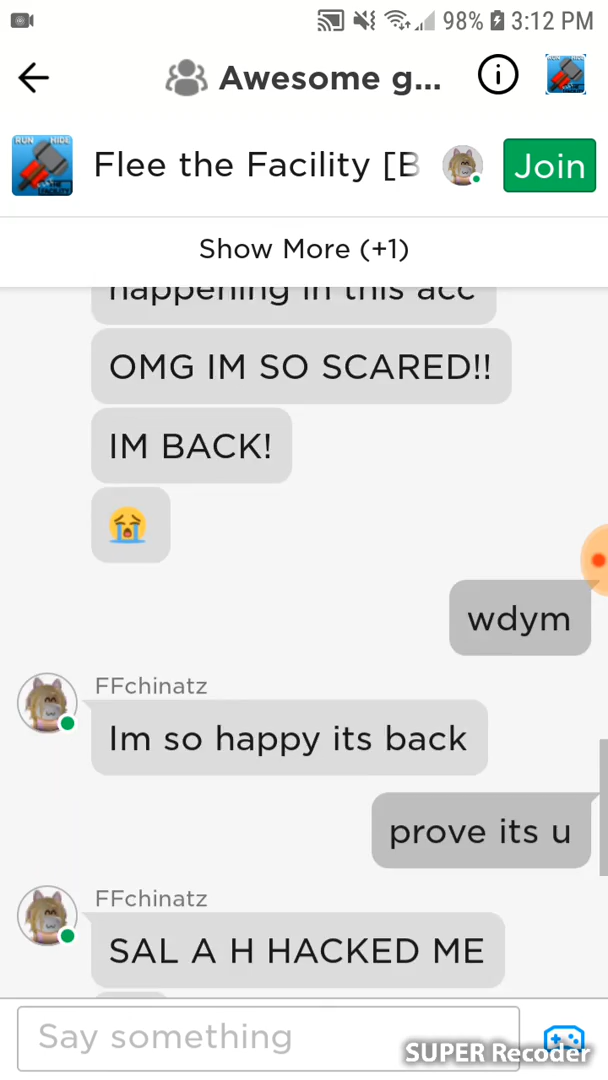 98% 3:12 PM
Awesome g...
RUN HIDE
Flee the Facility [B
Join
Show More (+1)
happening in this acc
OMG IM SO SCARED!!
IM BACK!
😭
wdym
FFchinatz
Im so happy its back
prove its u
FFchinatz
SAL A H HACKED ME
Say something
SUPER Recorder